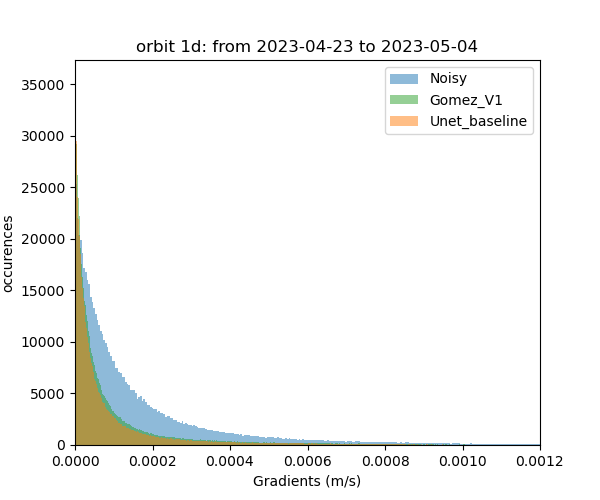 orbit 1d: from 2023-04-23 to 2023-05-04
Noisy
Gomez_V1
Unet_baseline
occurences
35000
30000
25000
20000
15000
10000
5000
0
0.0000 0.0002 0.0004 0.0006 0.0008 0.0010 0.0012
Gradients (m/s)